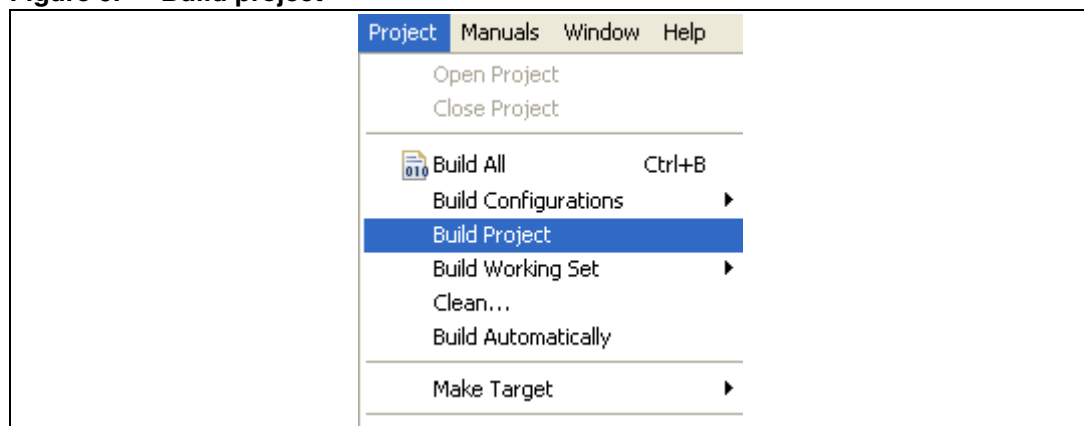 Project Manuals Window Help
Open Project
Close Project
010 Build All Ctrl+B
Build Configurations
Build Project
Build Working Set
Clean...
Build Automatically
Make Target